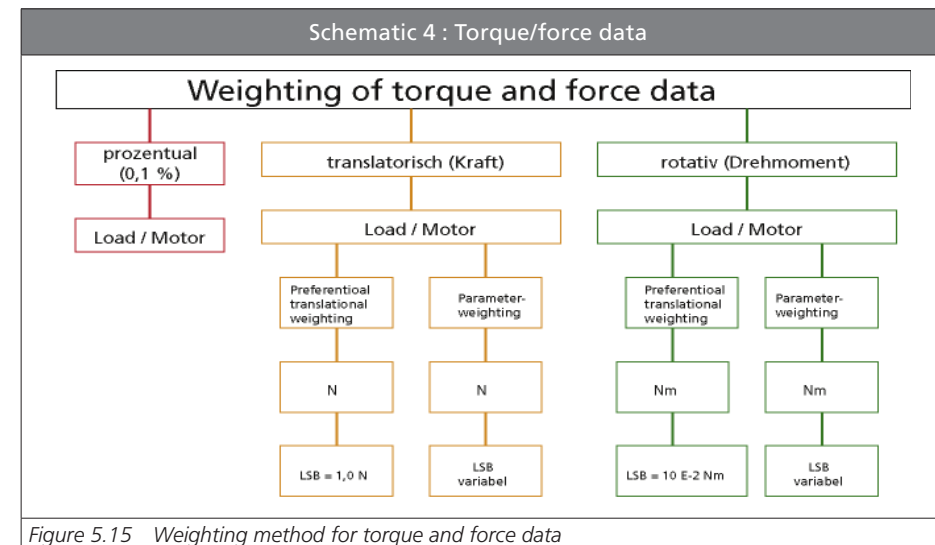 Schematic 4 : Torque/force data
Weighting of torque and force data
prozentual
(0,1 %)
translatorisch (Kraft)
rotativ (Drehmoment)
Load / Motor
Load / Motor
Load / Motor
Preferentioal
translational
weighting
Parameter-
weighting
Preferential
translational
weighting
Parameter-
weighting
N
N
Nm
Nm
LSB = 1,0 N
LSB
variabel
LSB = 10 E-2 Nm
LSB
variabel
Figure 5.15 Weighting method for torque and force data